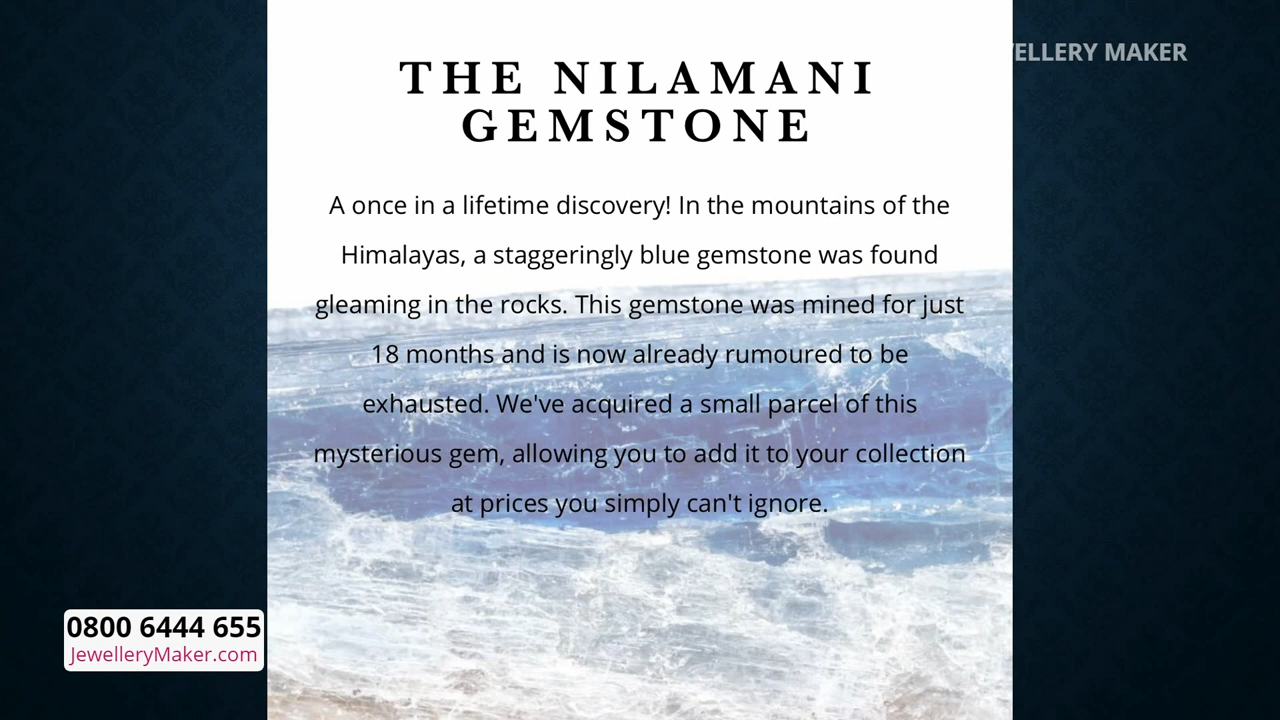 THE NILAMANI
GEMSTONE
VELLERY MAKER
A once in a lifetime discovery! In the mountains of the
Himalayas, a staggeringly blue gemstone was found
gleaming in the rocks. This gemstone was mined for just
18 months and is now already rumoured to be
exhausted. We've acquired a small parcel of this
mysterious gem, allowing you to add it to your collection
at prices you simply can't ignore.
0800 6444 655
JewelleryMaker.com